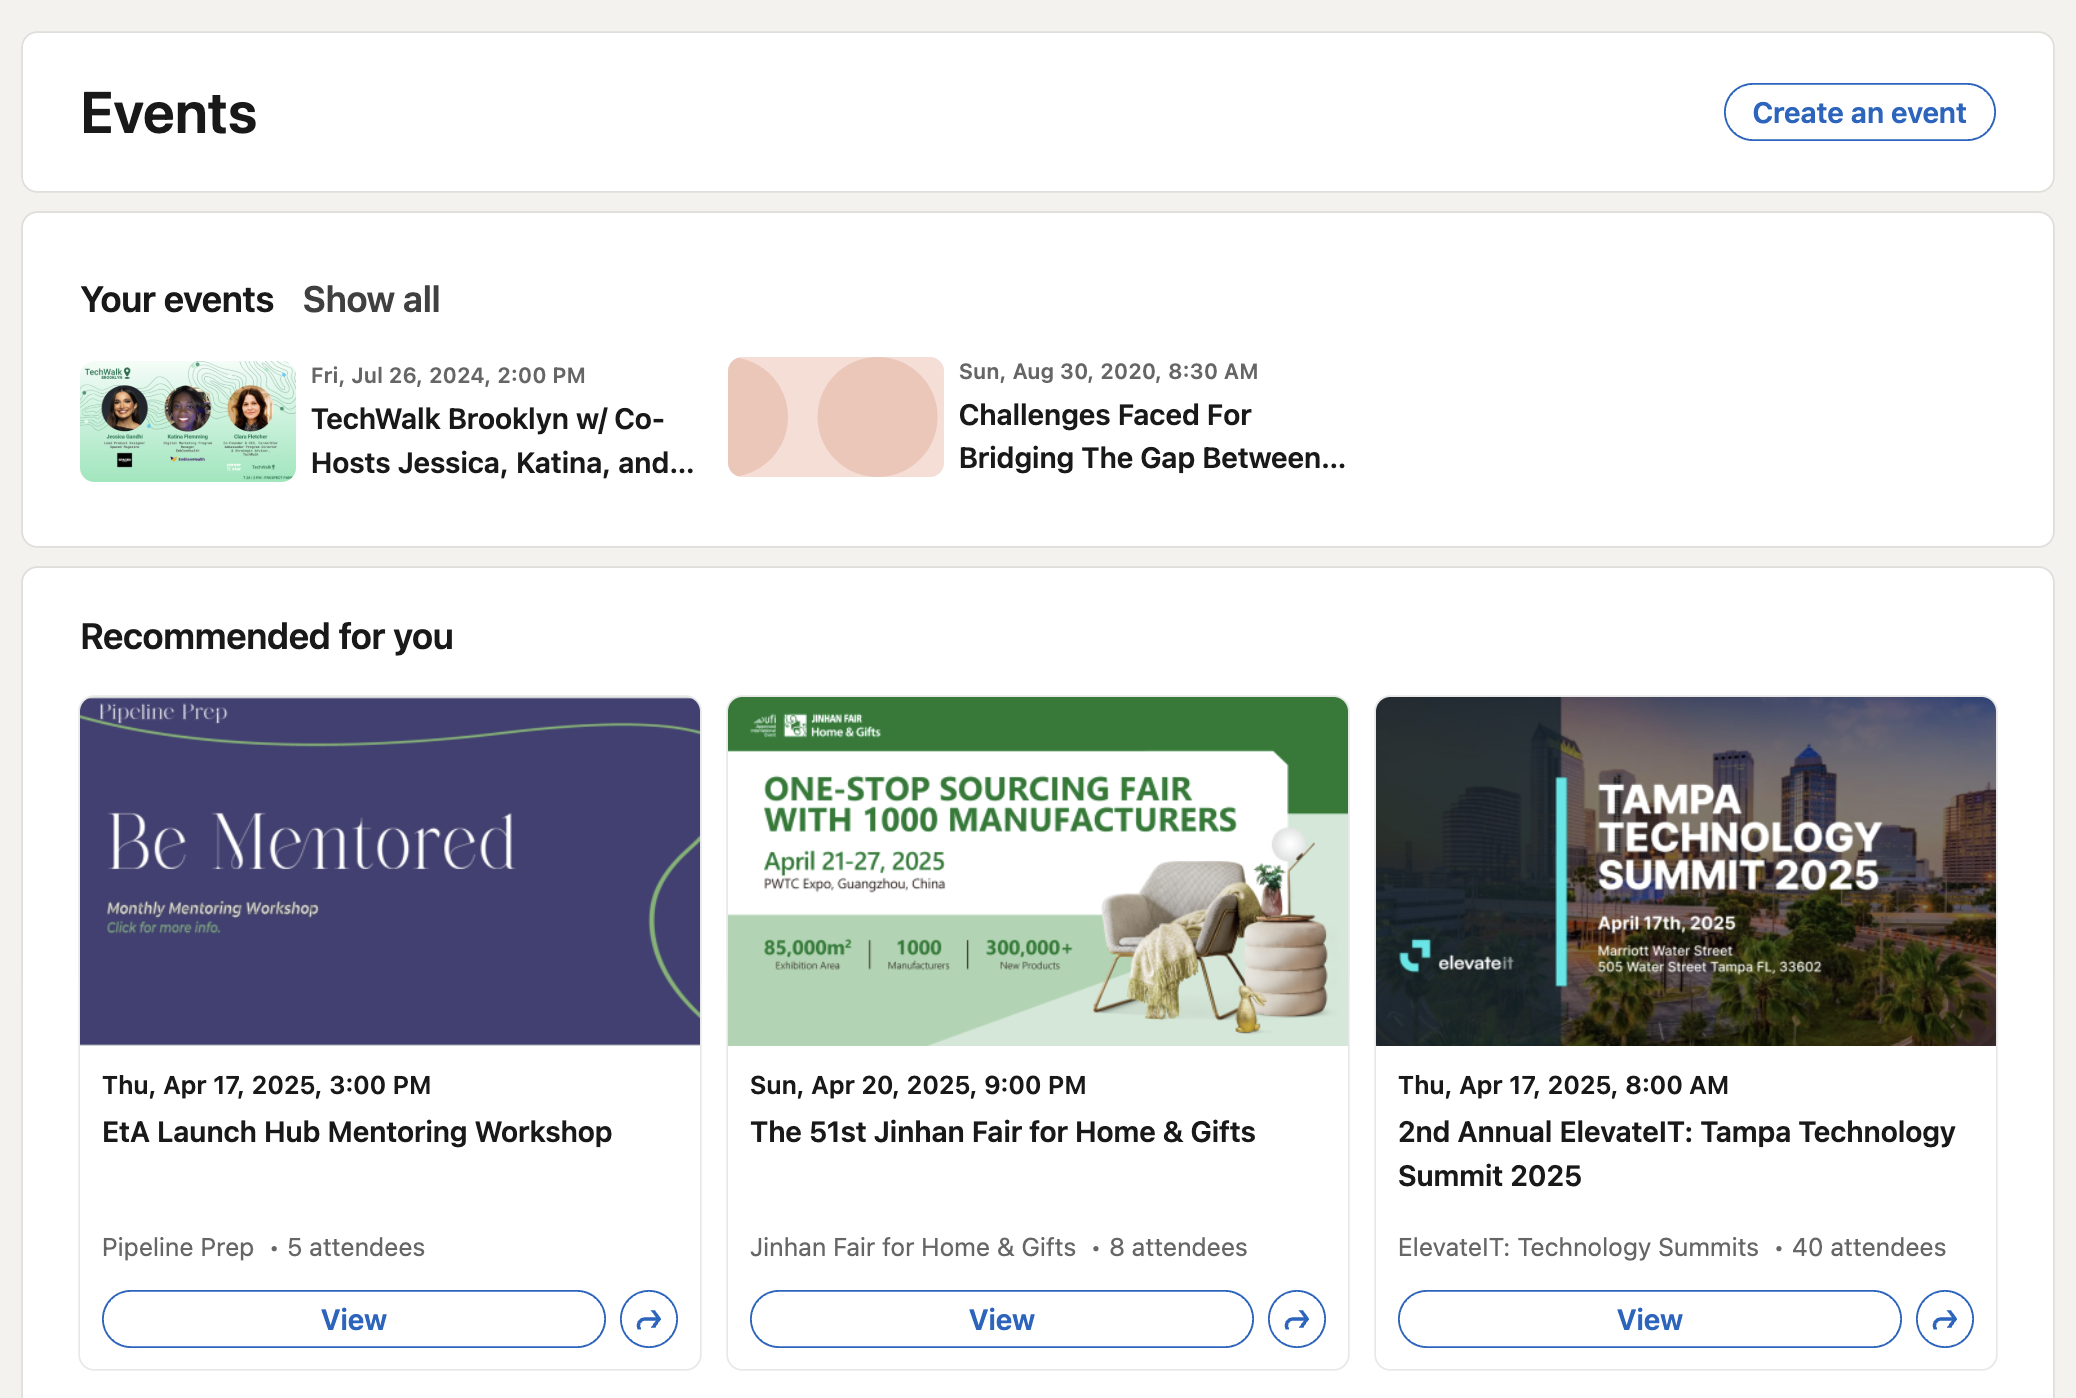 Events
Create an event
Your events
Show all
TechWalk
BROOKLYN
Jessica Gandhi
Katina Flemming
Clara Fletcher
TechWalk
Fri, Jul 26, 2024, 2:00 PM
TechWalk Brooklyn w/ Co-
Hosts Jessica, Katina, and...
Sun, Aug 30, 2020, 8:30 AM
Challenges Faced For
Bridging The Gap Between...
Recommended for you
Pipeline Prep
Be Mentored
Monthly Mentoring Workshop
Click for more info.
Thu, Apr 17, 2025, 3:00 PM
EtA Launch Hub Mentoring Workshop
Pipeline Prep • 5 attendees
View
ufi
JINHAN FAIR
Home & Gifts
ONE-STOP SOURCING FAIR
WITH 1000 MANUFACTURERS
April 21-27, 2025
PWTC Expo, Guangzhou, China
85,000m² | 1000 | 300,000+
Exhibition Area Manufacturers New Products
Sun, Apr 20, 2025, 9:00 PM
The 51st Jinhan Fair for Home & Gifts
Jinhan Fair for Home & Gifts • 8 attendees
View
TAMPA
TECHNOLOGY
SUMMIT 2025
April 17th, 2025
Marriott Water Street
505 Water Street Tampa FL, 33602
elevateit
Thu, Apr 17, 2025, 8:00 AM
2nd Annual ElevateIT: Tampa Technology
Summit 2025
ElevateIT: Technology Summits • 40 attendees
View